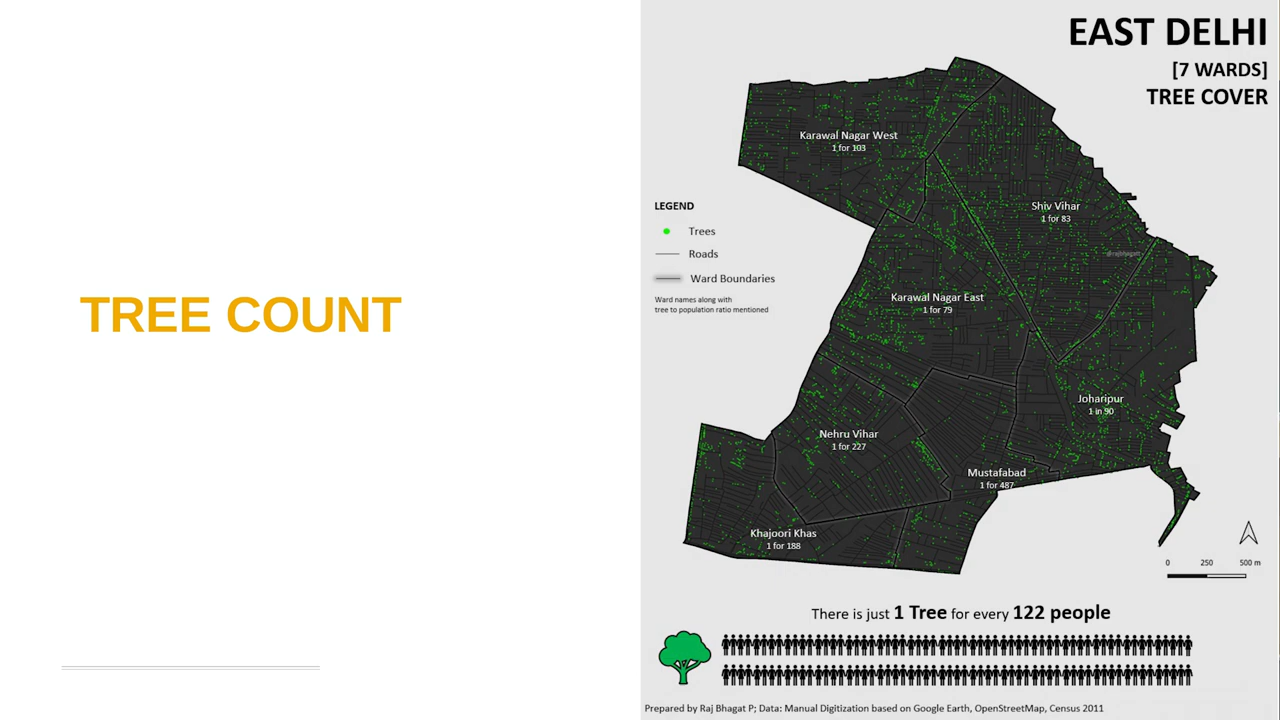 TREE COUNT
EAST DELHI
[7 WARDS]
TREE COVER
Karawal Nagar West
1 for 103
Shiv Vihar
1 for 83
LEGEND
Trees
Roads
Ward Boundaries
Ward names along with
tree to population ratio mentioned
Karawal Nagar East
1 for 79
Joharipur
1 in 90
Nehru Vihar
1 for 227
Mustafabad
1 for 487
Khajoori Khas
1 for 188
0 250 500 m
There is just 1 Tree for every 122 people
Prepared by Raj Bhagat P; Data: Manual Digitization based on Google Earth, OpenStreetMap, Census 2011